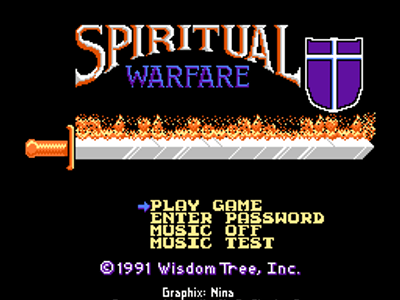 SPIRITUAL
WARFARE
PLAY GAME
ENTER PASSWORD
MUSIC OFF
MUSIC TEST
©1991 Wisdom Tree, Inc.
Graphix: Nina